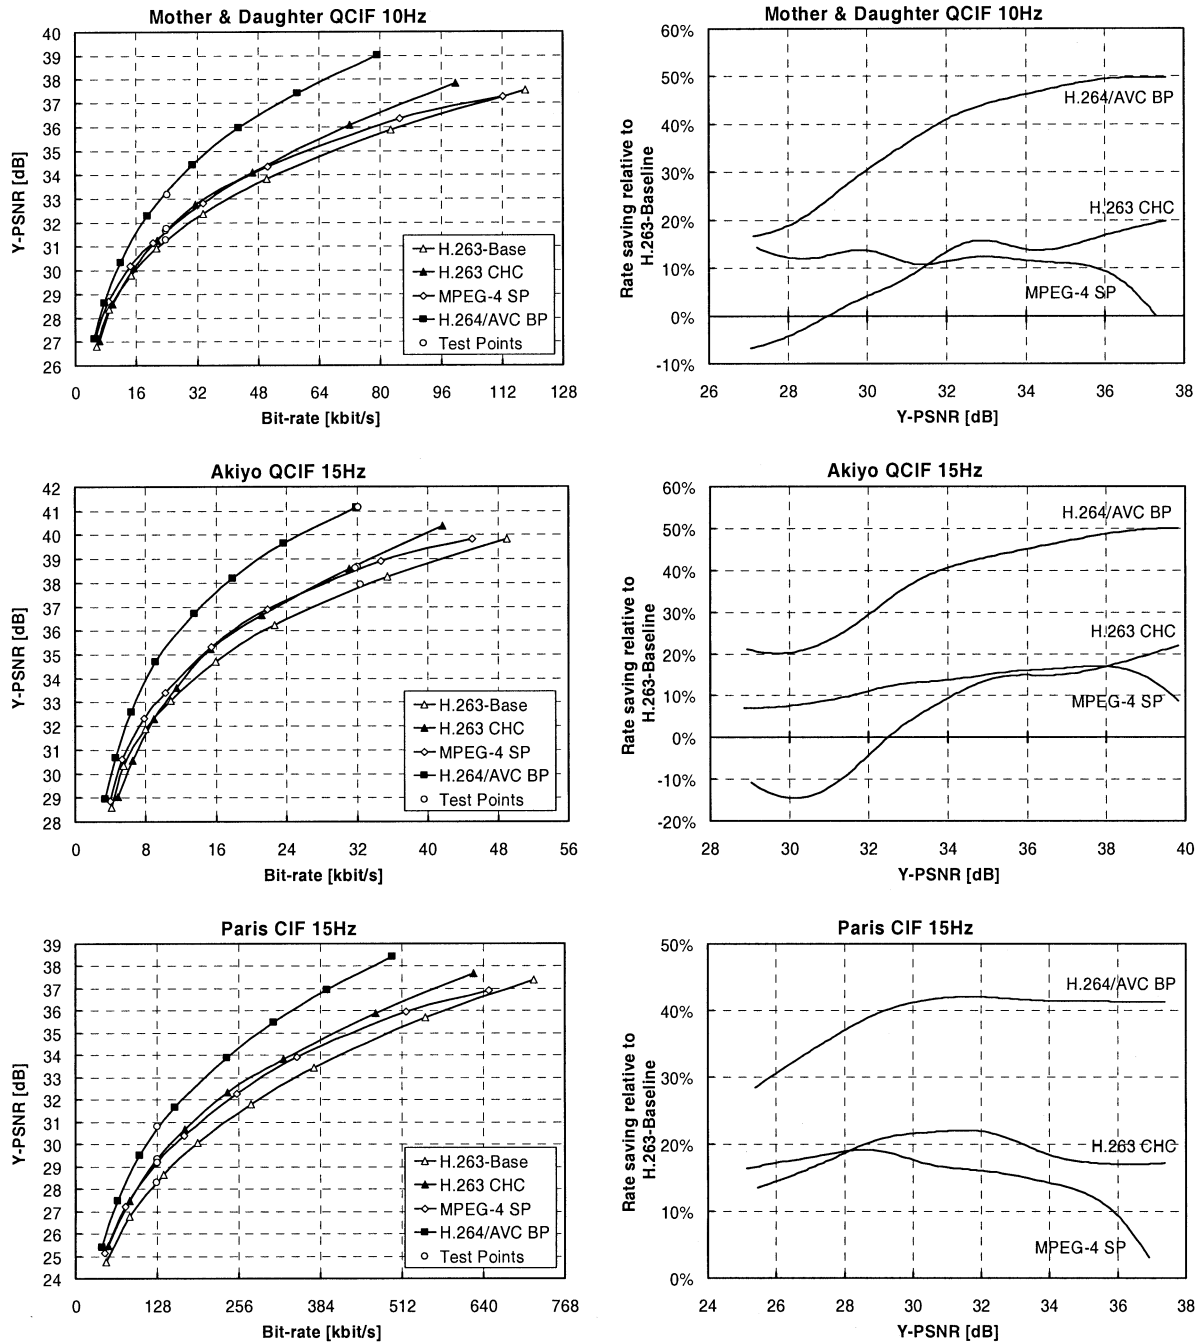 Mother & Daughter QCIF 10Hz
40
39
38
37
36
35
34
33
32
31
30
29
28
27
26
Y-PSNR [dB]
H.263-Base
H.263 CHC
MPEG-4 SP
H.264/AVC BP
Test Points
0 16 32 48 64 80 96 112 128
Bit-rate [kbit/s]
Mother & Daughter QCIF 10Hz
60%
50%
40%
30%
20%
10%
0%
-10%
Rate saving relative to
H.263-Baseline
H.264/AVC BP
H.263 CHC
MPEG-4 SP
26 28 30 32 34 36 38
Y-PSNR [dB]
Akiyo QCIF 15Hz
42
41
40
39
38
37
36
35
34
33
32
31
30
29
28
Y-PSNR [dB]
H.263-Base
H.263 CHC
MPEG-4 SP
H.264/AVC BP
Test Points
0 8 16 24 32 40 48 56
Bit-rate [kbit/s]
Akiyo QCIF 15Hz
60%
50%
40%
30%
20%
10%
0%
-10%
-20%
Rate saving relative to
H.263-Baseline
H.264/AVC BP
H.263 CHC
MPEG-4 SP
28 30 32 34 36 38 40
Y-PSNR [dB]
Paris CIF 15Hz
39
38
37
36
35
34
33
32
31
30
29
28
27
26
25
24
Y-PSNR [dB]
H.263-Base
H.263 CHC
MPEG-4 SP
H.264/AVC BP
Test Points
0 128 256 384 512 640 768
Bit-rate [kbit/s]
Paris CIF 15Hz
50%
40%
30%
20%
10%
0%
Rate saving relative to
H.263-Baseline
H.264/AVC BP
H.263 CHC
MPEG-4 SP
24 26 28 30 32 34 36 38
Y-PSNR [dB]